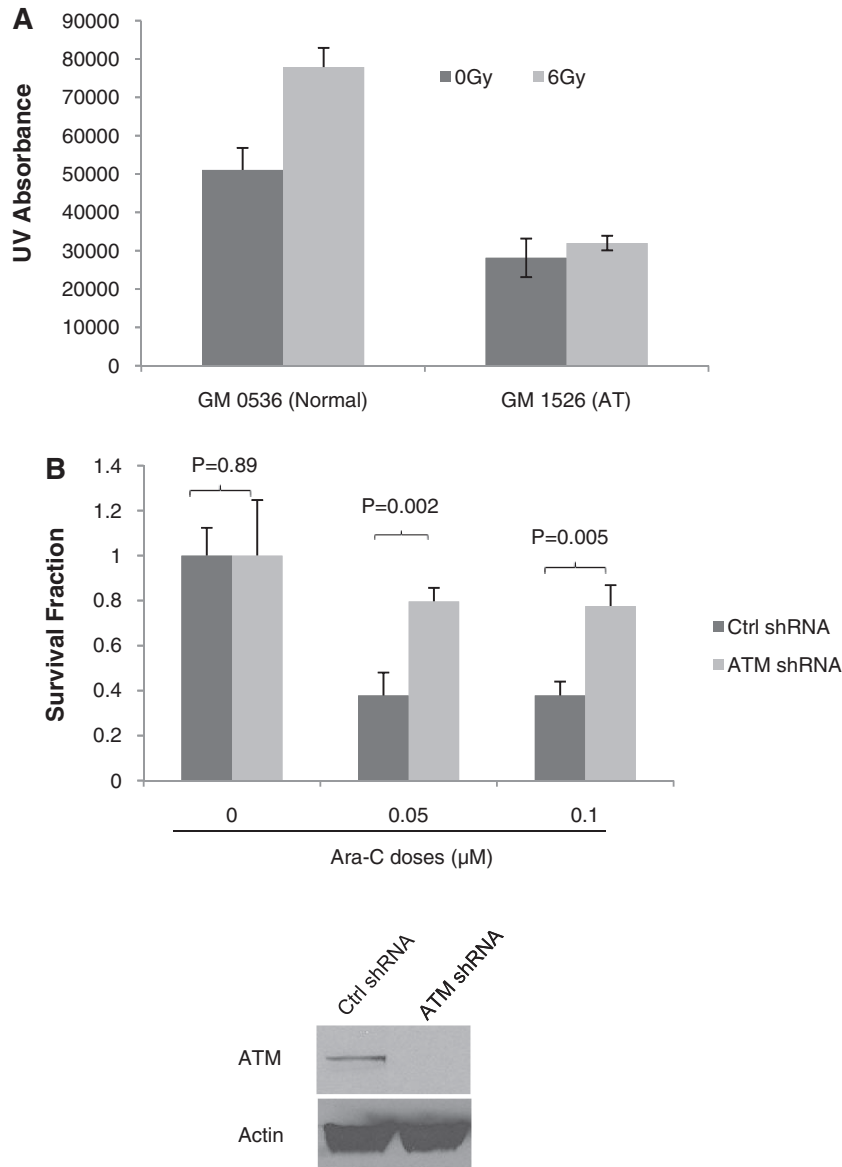 A
UV Absorbance
90000
80000
70000
60000
50000
40000
30000
20000
10000
0
0Gy
6Gy
GM 0536 (Normal)
GM 1526 (AT)
B
Survival Fraction
1.4
1.2
1
0.8
0.6
0.4
0.2
0
P=0.89
P=0.002
P=0.005
Ctrl shRNA
ATM shRNA
0
0.05
0.1
Ara-C doses (μM)
Ctrl shRNA
ATM shRNA
ATM
Actin